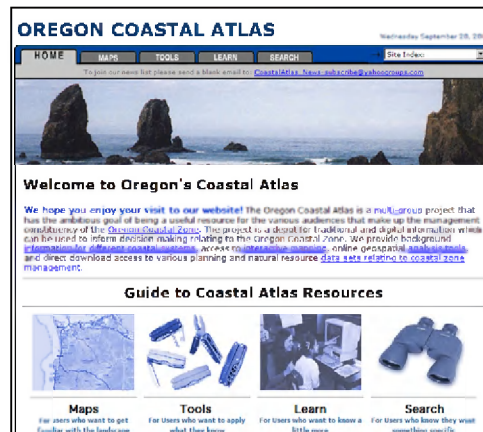 OREGON COASTAL ATLAS
Wednesday September 28, 20
HOME MAPS TOOLS LEARN SEARCH Site Index:
To join our news list please send a blank email to: CoastalAtlas_News-subscribe@yahoogroups.com
Welcome to Oregon's Coastal Atlas
We hope you enjoy your visit to our website! The Oregon Coastal Atlas is a multi-group project that
has the ambitious goal of being a useful resource for the various audiences that make up the management
constituency of the Oregon Coastal Zone. The project is a depot for traditional and digital information which
can be used to inform decision making relating to the Oregon Coastal Zone. We provide background
information for different coastal systems, access to interactive mapping, online geospatial analysis tools,
and direct download access to various planning and natural resource data sets relating to coastal zone
management.
Guide to Coastal Atlas Resources
Maps Tools Learn Search
For users who want to get For Users who want to apply For Users who want to know a For Users who know they want
familiar with the landscape what they know little more something specific